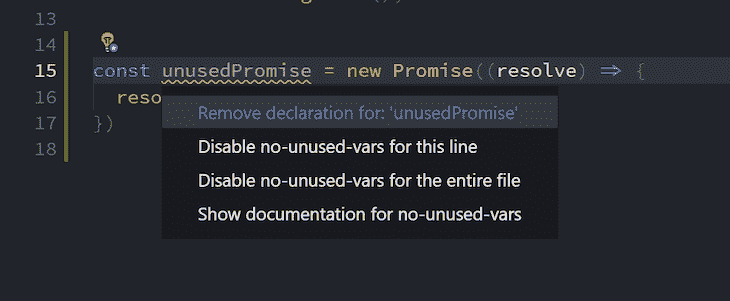 13
14
15 const unusedPromise = new Promise((resolve) => {
16 reso
17 })
18
Remove declaration for: 'unusedPromise'
Disable no-unused-vars for this line
Disable no-unused-vars for the entire file
Show documentation for no-unused-vars